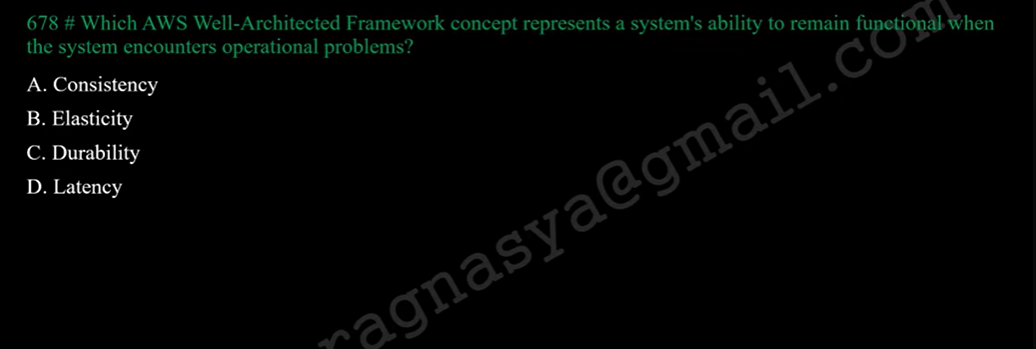 678 # Which AWS Well-Architected Framework concept represents a system's ability to remain functional when
the system encounters operational problems?
A. Consistency
B. Elasticity
C. Durability
D. Latency
ragnasya@gmail.com